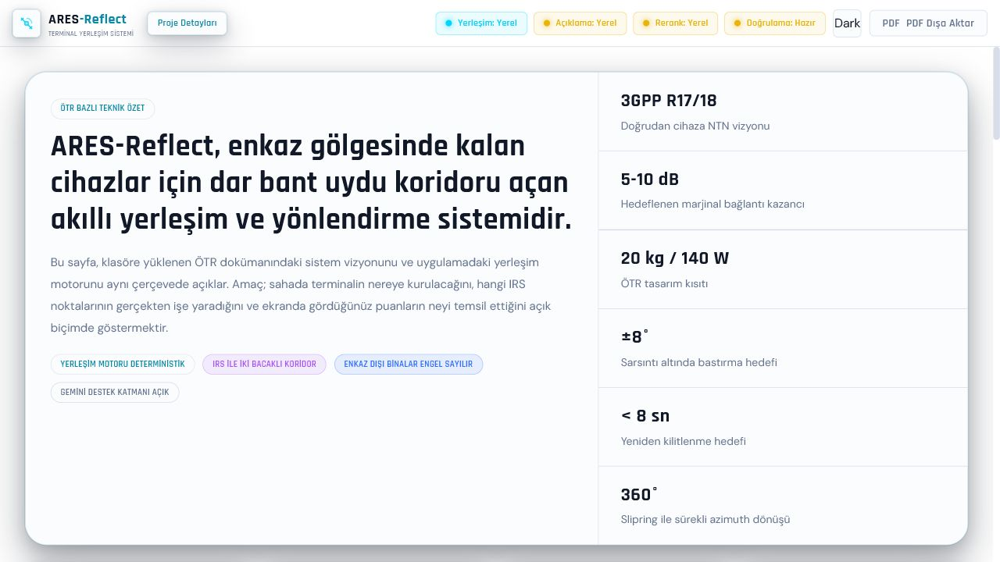 ARES-Reflect
TERMİNAL YERLEŞİM SİSTEMİ
Proje Detayları
Yerleşim: Yerel
Açıklama: Yerel
Rerank: Yerel
Doğrulama: Hazır
Dark
PDF PDF Dışa Aktar
ÖTR BAZLI TEKNİK ÖZET
ARES-Reflect, enkaz gölgesinde kalan
cihazlar için dar bant uydu koridoru açan
akıllı yerleşim ve yönlendirme sistemidir.
Bu sayfa, klasöre yüklenen ÖTR dokümanındaki sistem vizyonunu ve uygulamadaki yerleşim
motorunu aynı çerçevede açıklar. Amaç; sahada terminalin nereye kurulacağını, hangi IRS
noktalarının gerçekten işe yaradığını ve ekranda gördüğünüz puanların neyi temsil ettiğini açık
biçimde göstermektir.
YERLEŞİM MOTORU DETERMİNİSTİK
IRS İLE İKİ BACAKLI KORİDOR
ENKAZ DIŞI BİNALAR ENGEL SAYILIR
GEMİNİ DESTEK KATMANI AÇIK
3GPP R17/18
Doğrudan cihaza NTN vizyonu
5-10 dB
Hedeflenen marjinal bağlantı kazancı
20 kg / 140 W
ÖTR tasarım kısıtı
±8°
Sarsıntı altında bastırma hedefi
< 8 sn
Yeniden kilitlenme hedefi
360°
Slipring ile sürekli azimuth dönüşü